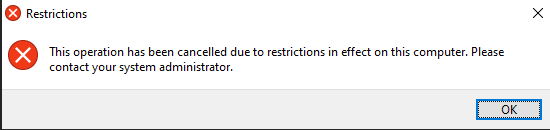 Restrictions
This operation has been cancelled due to restrictions in effect on this computer. Please
contact your system administrator.
OK